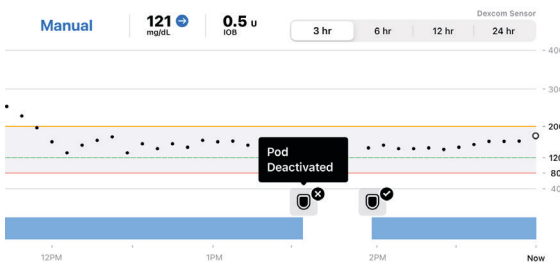 Dexcom Sensor
Manual
121
mg/dL
0.5 U
IOB
3 hr
6 hr
12 hr
24 hr
400
300
200
120
80
40
Pod
Deactivated
12PM
1PM
2PM
Now